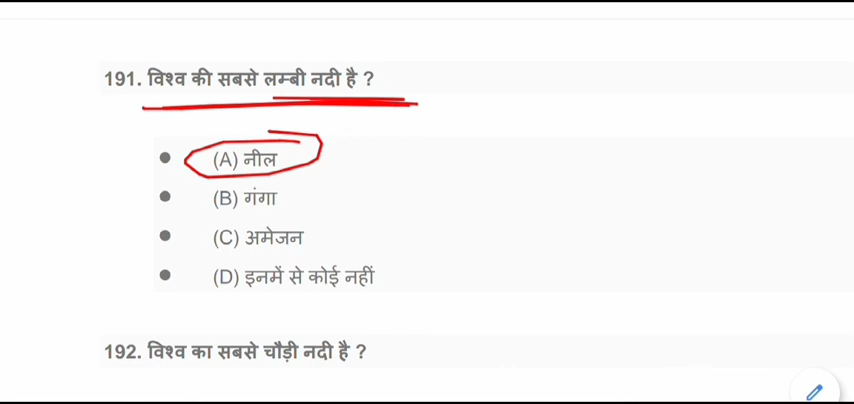 191. विश्व की सबसे लम्बी नदी है ?
(A) नील
(B) गंगा
(C) अमेजन
(D) इनमें से कोई नहीं
192. विश्व का सबसे चौड़ी नदी है ?